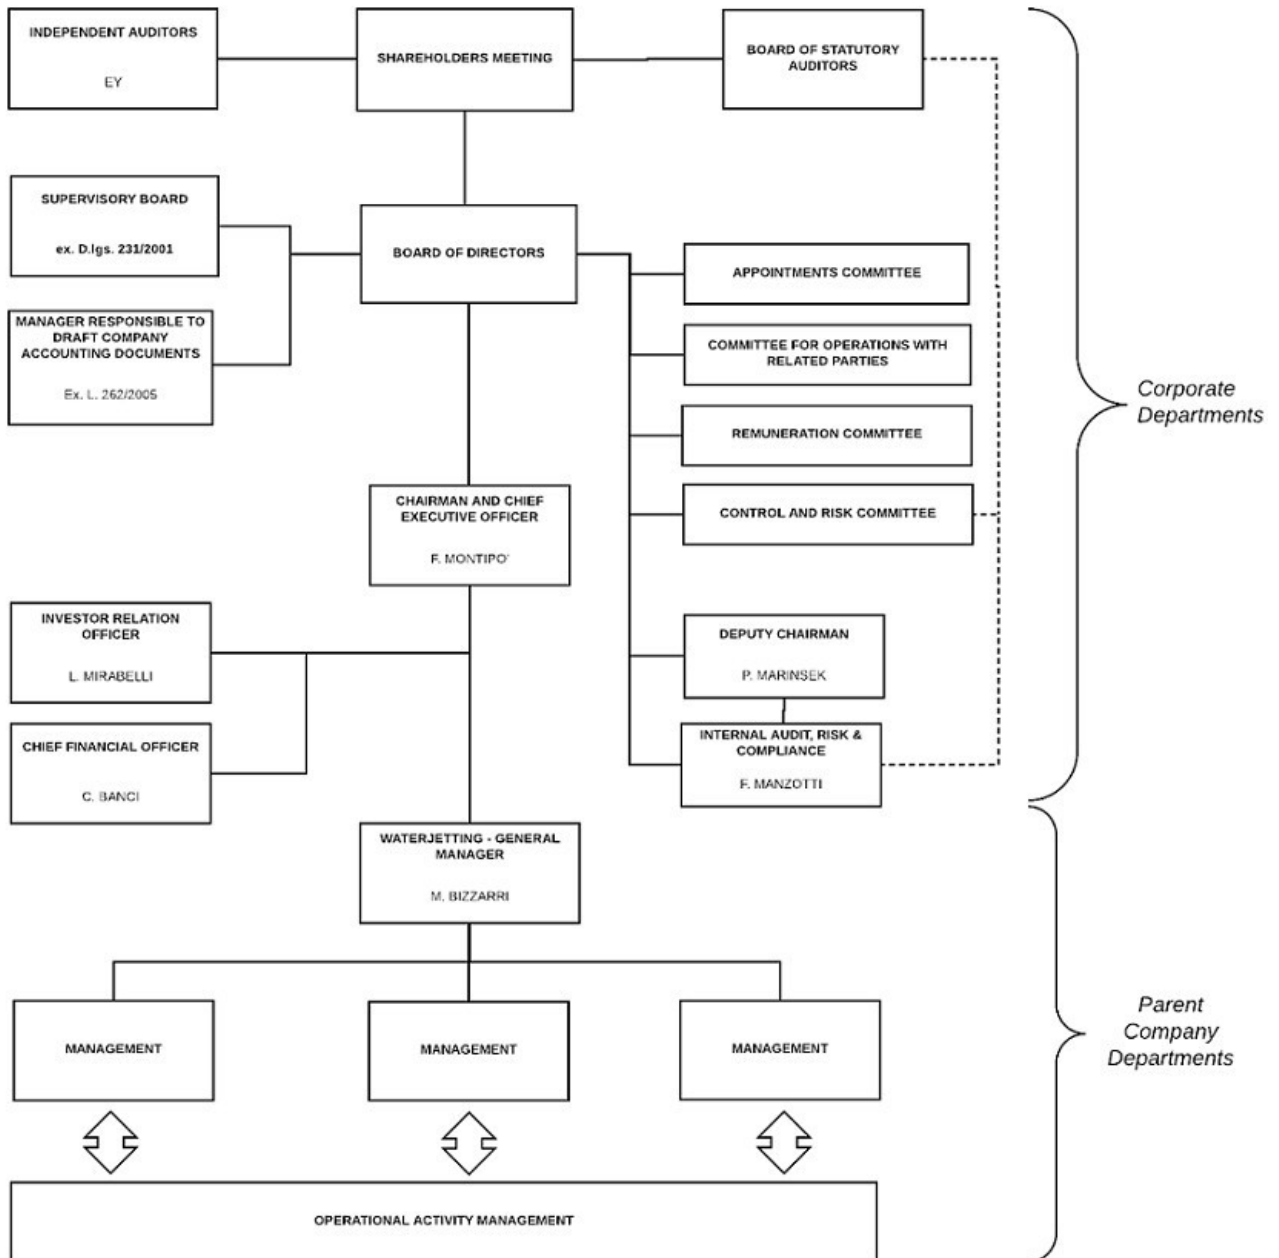 INDEPENDENT AUDITORS
EY
SHAREHOLDERS MEETING
BOARD OF STATUTORY
AUDITORS
SUPERVISORY BOARD
ex. D.lgs. 231/2001
BOARD OF DIRECTORS
MANAGER RESPONSIBLE TO
DRAFT COMPANY
ACCOUNTING DOCUMENTS
Ex. L. 262/2005
APPOINTMENTS COMMITTEE
COMMITTEE FOR OPERATIONS WITH
RELATED PARTIES
REMUNERATION COMMITTEE
CONTROL AND RISK COMMITTEE
Corporate
Departments
CHAIRMAN AND CHIEF
EXECUTIVE OFFICER
F. MONTIPO'
INVESTOR RELATION
OFFICER
L. MIRABELLI
DEPUTY CHAIRMAN
P. MARINSEK
CHIEF FINANCIAL OFFICER
C. BANCI
INTERNAL AUDIT, RISK &
COMPLIANCE
F. MANZOTTI
WATERJETTING - GENERAL
MANAGER
M. BIZZARRI
MANAGEMENT
MANAGEMENT
MANAGEMENT
Parent
Company
Departments
OPERATIONAL ACTIVITY MANAGEMENT